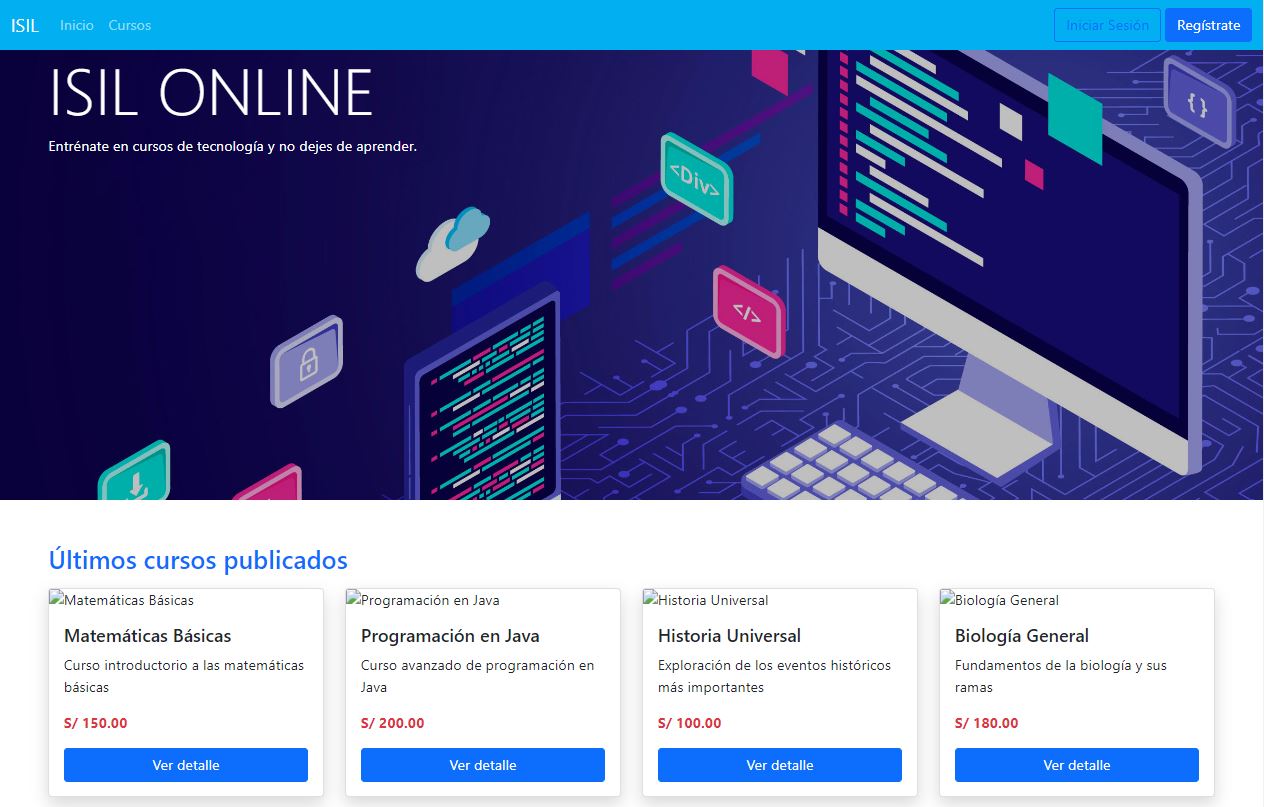 ISIL Inicio Cursos Iniciar Sesión Regístrate
ISIL ONLINE
Entrénate en cursos de tecnología y no dejes de aprender.
{ }
<Div>
</>
Últimos cursos publicados
Matemáticas Básicas
Matemáticas Básicas
Curso introductorio a las matemáticas
básicas
S/ 150.00
Ver detalle
Programación en Java
Programación en Java
Curso avanzado de programación en
Java
S/ 200.00
Ver detalle
Historia Universal
Historia Universal
Exploración de los eventos históricos
más importantes
S/ 100.00
Ver detalle
Biología General
Biología General
Fundamentos de la biología y sus
ramas
S/ 180.00
Ver detalle